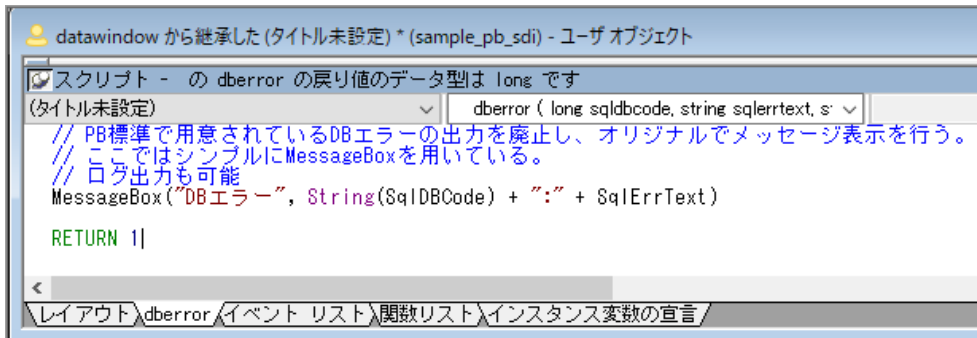 datawindow から継承した (タイトル未設定) * (sample_pb_sdi) - ユーザ オブジェクト
スクリプト - の dberror の戻り値のデータ型は long です
(タイトル未設定) dberror ( long sqldbcode, string sqlerrtext, s
// PB標準で用意されているDBエラーの出力を廃止し、オリジナルでメッセージ表示を行う。
// ここではシンプルにMessageBoxを用いている。
// ログ出力も可能
MessageBox("DBエラー", String(SqlDBCode) + ":" + SqlErrText)
RETURN 1
レイアウト dberror イベント リスト 関数リスト インスタンス変数の宣言